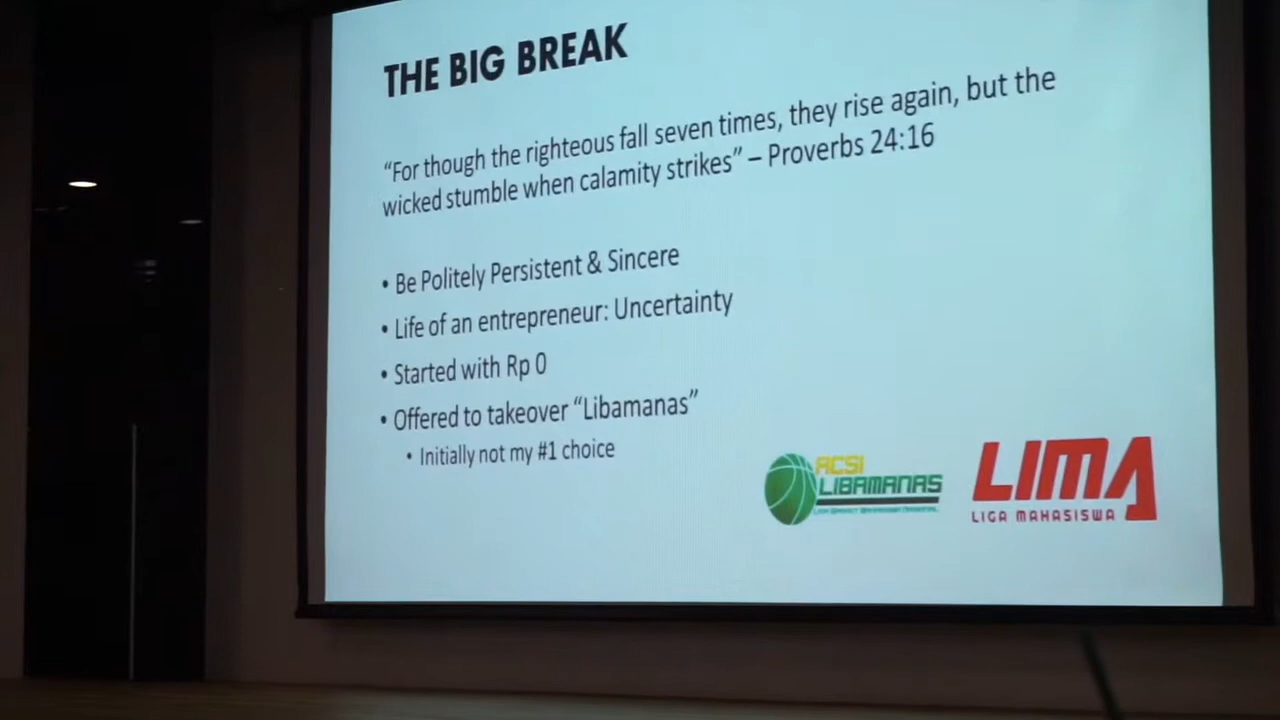 THE BIG BREAK
“For though the righteous fall seven times, they rise again, but the
wicked stumble when calamity strikes” – Proverbs 24:16
• Be Politely Persistent & Sincere
• Life of an entrepreneur: Uncertainty
• Started with Rp 0
• Offered to takeover “Libamanas”
• Initially not my #1 choice
ACSI
LIBAMANAS
LIMA
LIGA MAHASISWA